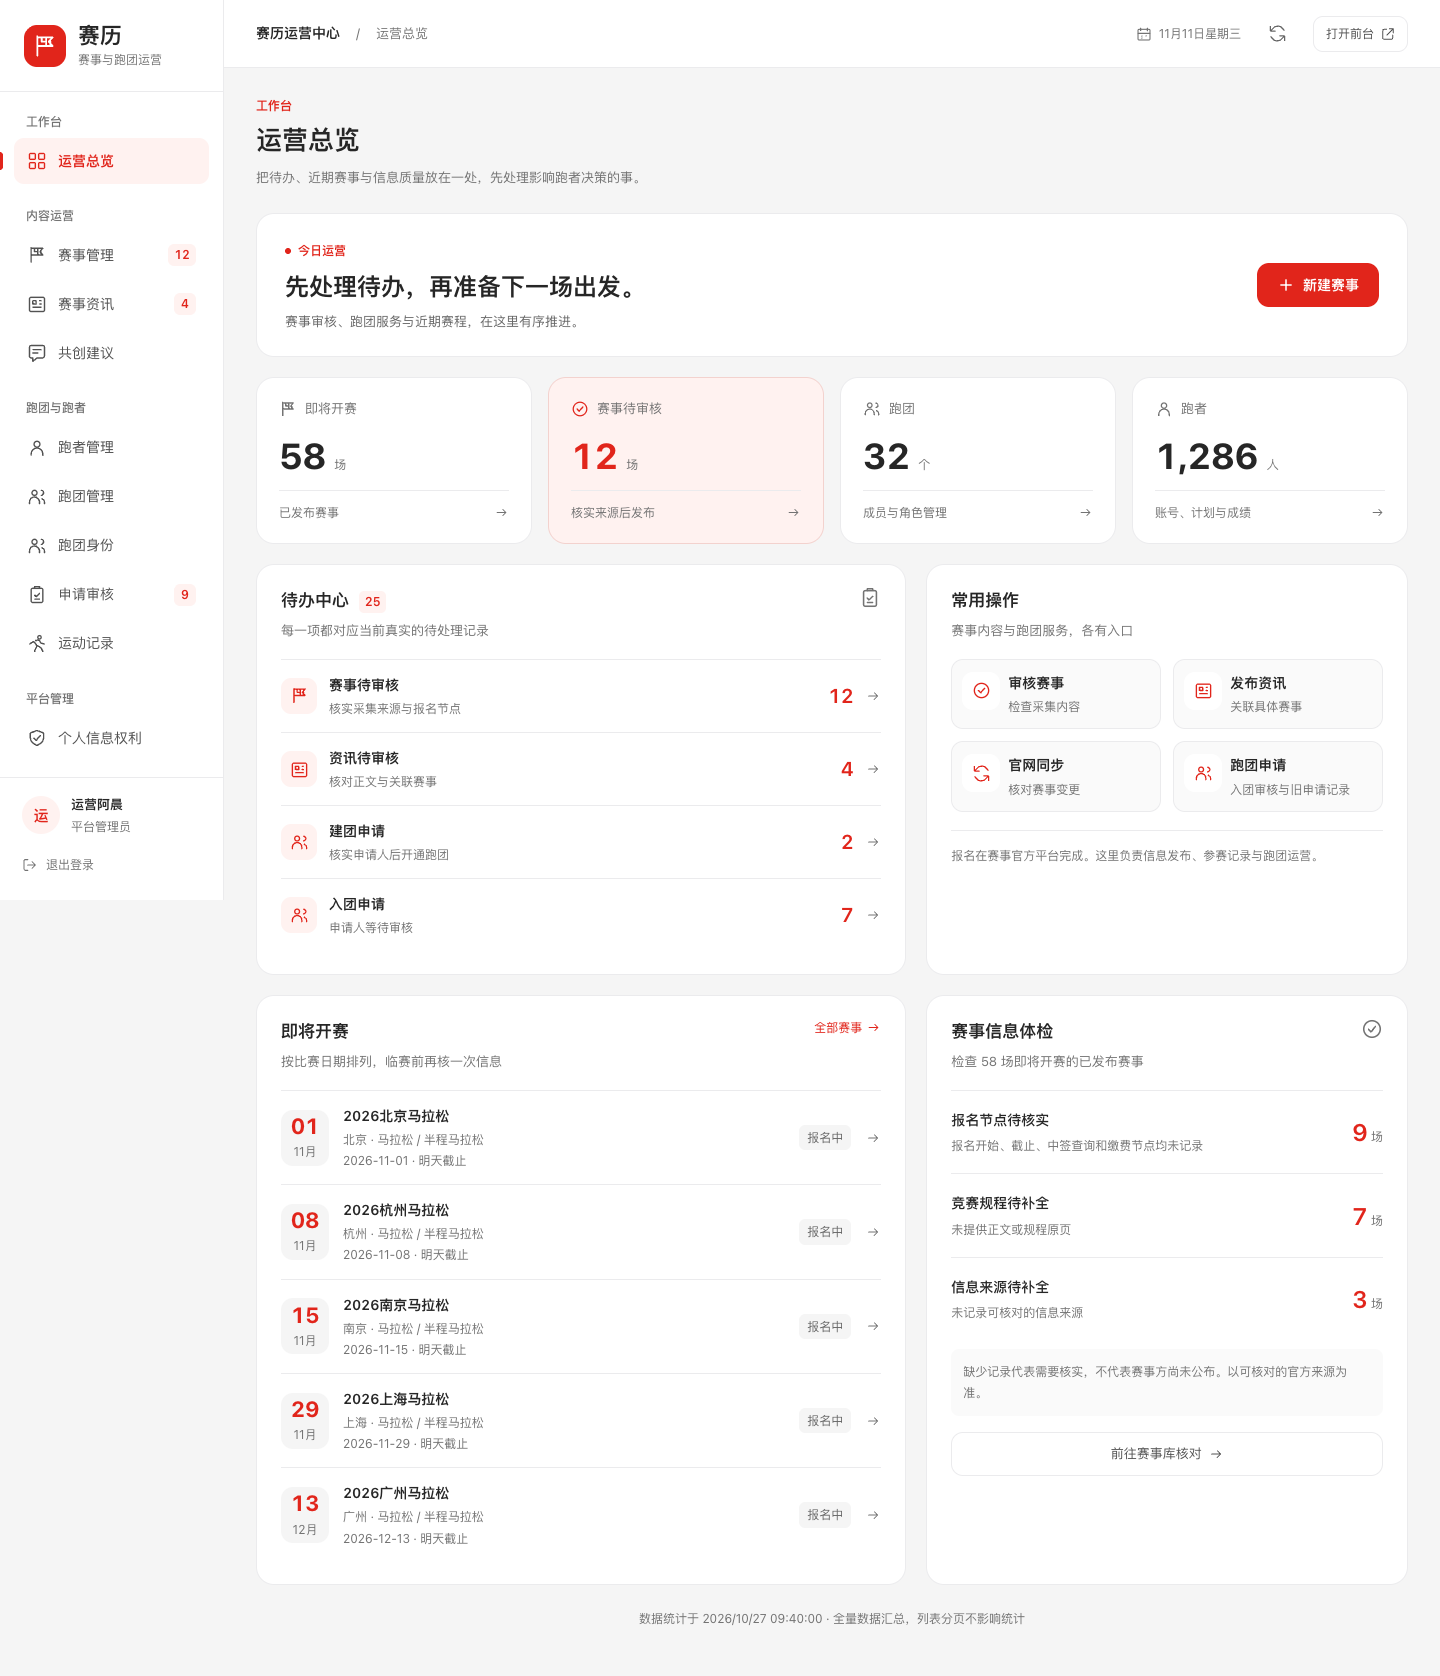 赛历
赛事与跑团运营
工作台
运营总览
内容运营
赛事管理 12
赛事资讯 4
共创建议
跑团与跑者
跑者管理
跑团管理
跑团身份
申请审核 9
运动记录
平台管理
个人信息权利
运 运营阿晨
平台管理员
退出登录
赛历运营中心 / 运营总览
11月11日星期三
打开前台
工作台
运营总览
把待办、近期赛事与信息质量放在一处，先处理影响跑者决策的事。
今日运营
先处理待办，再准备下一场出发。
赛事审核、跑团服务与近期赛程，在这里有序推进。
新建赛事
即将开赛
58 场
已发布赛事
赛事待审核
12 场
核实来源后发布
跑团
32 个
成员与角色管理
跑者
1,286 人
账号、计划与成绩
待办中心 25
每一项都对应当前真实的待处理记录
赛事待审核
核实采集来源与报名节点
12
资讯待审核
核对正文与关联赛事
4
建团申请
核实申请人后开通跑团
2
入团申请
申请人等待审核
7
常用操作
赛事内容与跑团服务，各有入口
审核赛事
检查采集内容
发布资讯
关联具体赛事
官网同步
核对赛事变更
跑团申请
入团审核与旧申请记录
报名在赛事官方平台完成。这里负责信息发布、参赛记录与跑团运营。
即将开赛
全部赛事
按比赛日期排列，临赛前再核一次信息
01
11月
2026北京马拉松
北京 · 马拉松 / 半程马拉松
2026-11-01 · 明天截止
报名中
08
11月
2026杭州马拉松
杭州 · 马拉松 / 半程马拉松
2026-11-08 · 明天截止
报名中
15
11月
2026南京马拉松
南京 · 马拉松 / 半程马拉松
2026-11-15 · 明天截止
报名中
29
11月
2026上海马拉松
上海 · 马拉松 / 半程马拉松
2026-11-29 · 明天截止
报名中
13
12月
2026广州马拉松
广州 · 马拉松 / 半程马拉松
2026-12-13 · 明天截止
报名中
赛事信息体检
检查 58 场即将开赛的已发布赛事
报名节点待核实
报名开始、截止、中签查询和缴费节点均未记录
9 场
竞赛规程待补全
未提供正文或规程原页
7 场
信息来源待补全
未记录可核对的信息来源
3 场
缺少记录代表需要核实，不代表赛事方尚未公布。以可核对的官方来源为
准。
前往赛事库核对
数据统计于 2026/10/27 09:40:00 · 全量数据汇总，列表分页不影响统计